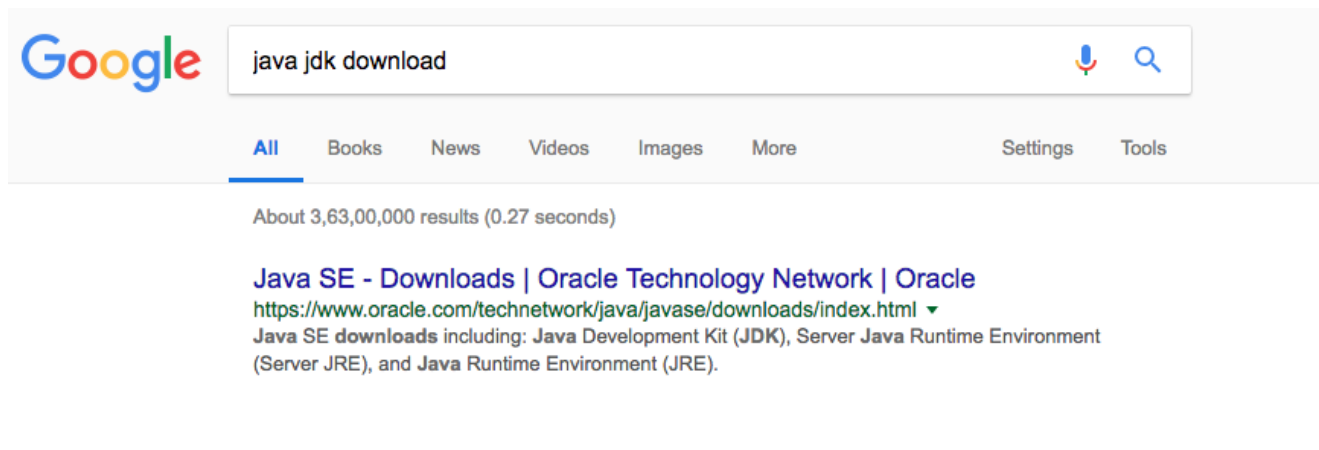 Google
java jdk download
All Books News Videos Images More Settings Tools
About 3,63,00,000 results (0.27 seconds)
Java SE - Downloads | Oracle Technology Network | Oracle
https://www.oracle.com/technetwork/java/javase/downloads/index.html
Java SE downloads including: Java Development Kit (JDK), Server Java Runtime Environment
(Server JRE), and Java Runtime Environment (JRE).